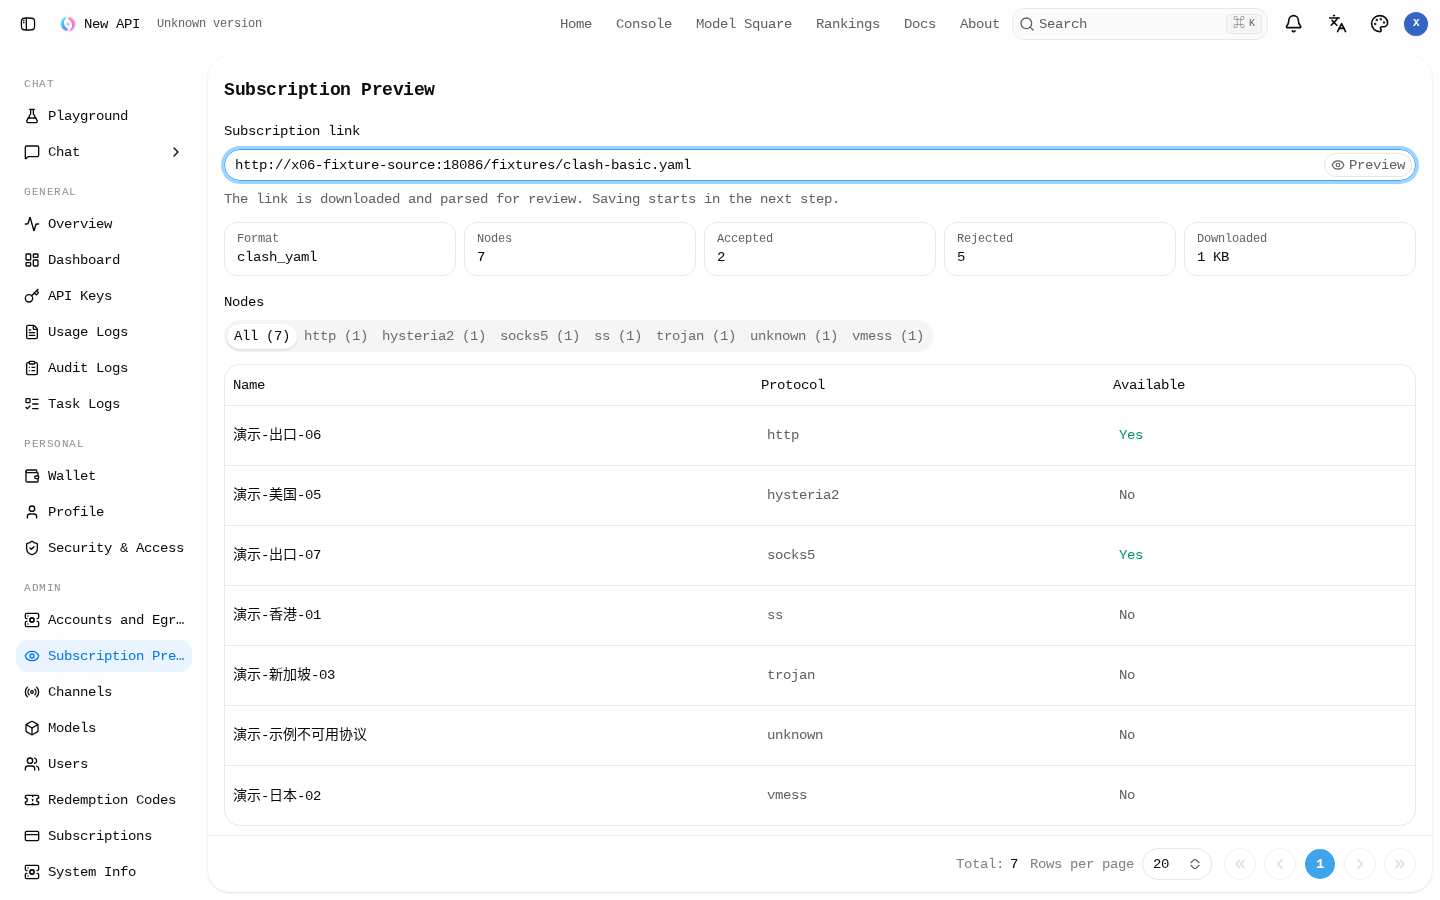 New API Unknown version Home Console Model Square Rankings Docs About Search ⌘ K X
CHAT
Playground
Chat
GENERAL
Overview
Dashboard
API Keys
Usage Logs
Audit Logs
Task Logs
PERSONAL
Wallet
Profile
Security & Access
ADMIN
Accounts and Egr…
Subscription Pre…
Channels
Models
Users
Redemption Codes
Subscriptions
System Info
Subscription Preview
Subscription link
http://x06-fixture-source:18086/fixtures/clash-basic.yaml Preview
The link is downloaded and parsed for review. Saving starts in the next step.
Format Nodes Accepted Rejected Downloaded
clash_yaml 7 2 5 1 KB
Nodes
All (7) http (1) hysteria2 (1) socks5 (1) ss (1) trojan (1) unknown (1) vmess (1)
Name Protocol Available
演示-出口-06 http Yes
演示-美国-05 hysteria2 No
演示-出口-07 socks5 Yes
演示-香港-01 ss No
演示-新加坡-03 trojan No
演示-示例不可用协议 unknown No
演示-日本-02 vmess No
Total: 7 Rows per page 20 « ‹ 1 › »